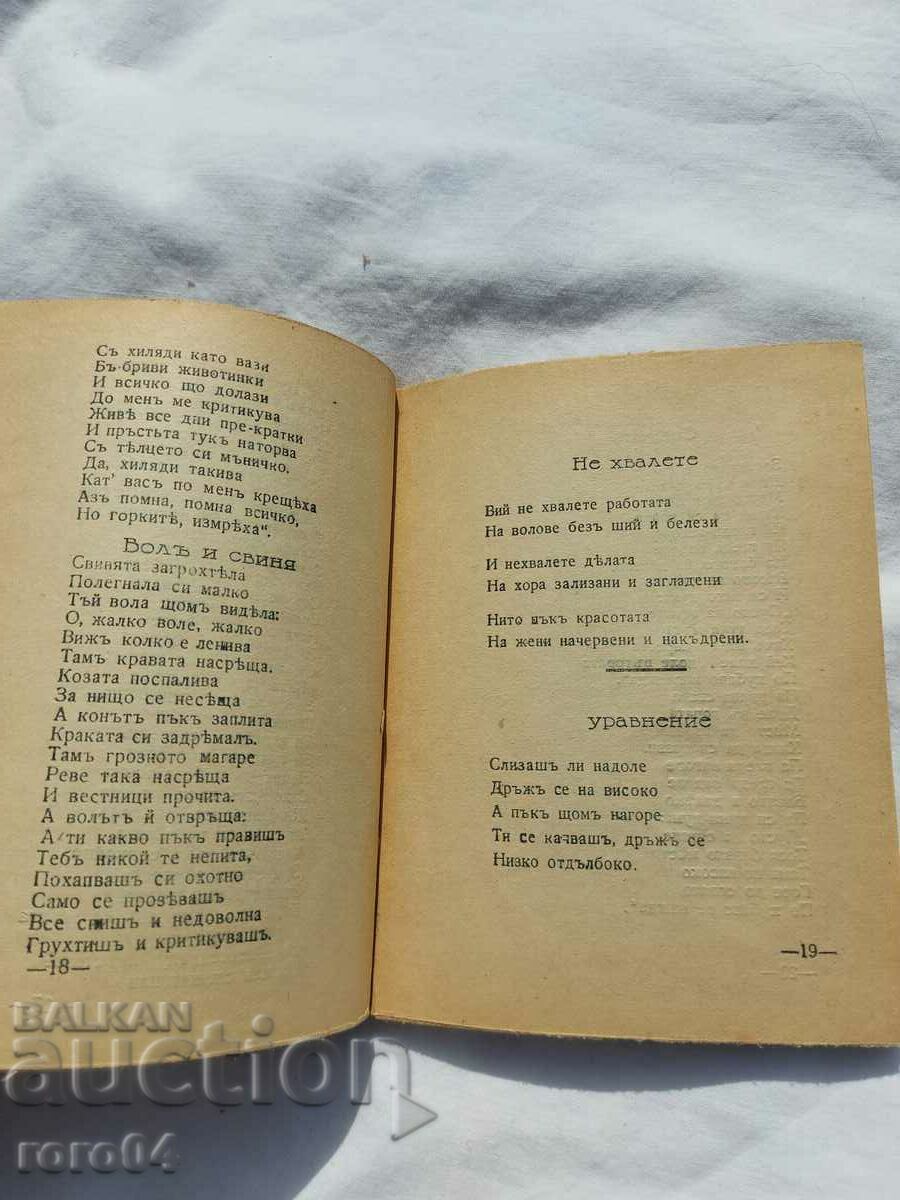 Съ хиляди като вази
Бъ-бриви животинки
И всичко що долази
До менъ ме критикува
Живѣ все дни пре-кратки
И пръстьта тукъ наторва
Съ тѣлцето си мъничко.
Да, хиляди такива
Кат' васъ по менъ крещѣха
Азъ помна, помна всичко,
Но горкитѣ, измрѣха".
Волъ и свиня
Свинята загрохтѣла
Полегнала си малко
Тъй вола щомъ видѣла:
О, жалко воле, жалко
Вижъ колко е ленива
Тамъ кравата насрѣща.
Козата поспалива
За нищо се несѣща
А конътъ пъкъ заплита
Краката си задрѣмалъ.
Тамъ грозното магаре
Реве така насрѣща
И вестници прочита.
А волътъ й отвръща:
А ти какво пъкъ правишъ
Тебъ никой те непита,
Похапвашъ си охотно
Само се прозѣвашъ
Все спишъ и недоволна
Грухтишъ и критикувашъ.
—18—
Не хвалете
Вий не хвалете работата
На волове безъ ший и белези
И нехвалете дѣлата
На хора зализани и загладени
Нито пъкъ красотата
На жени начервени и накъдрени.
уравнение
Слизашъ ли надоле
Дръжъ се на високо
А пъкъ щомъ нагоре
Ти се качвашъ, дръжъ се
Низко отдълбоко.
—19—
BALKAN
auction
roro04